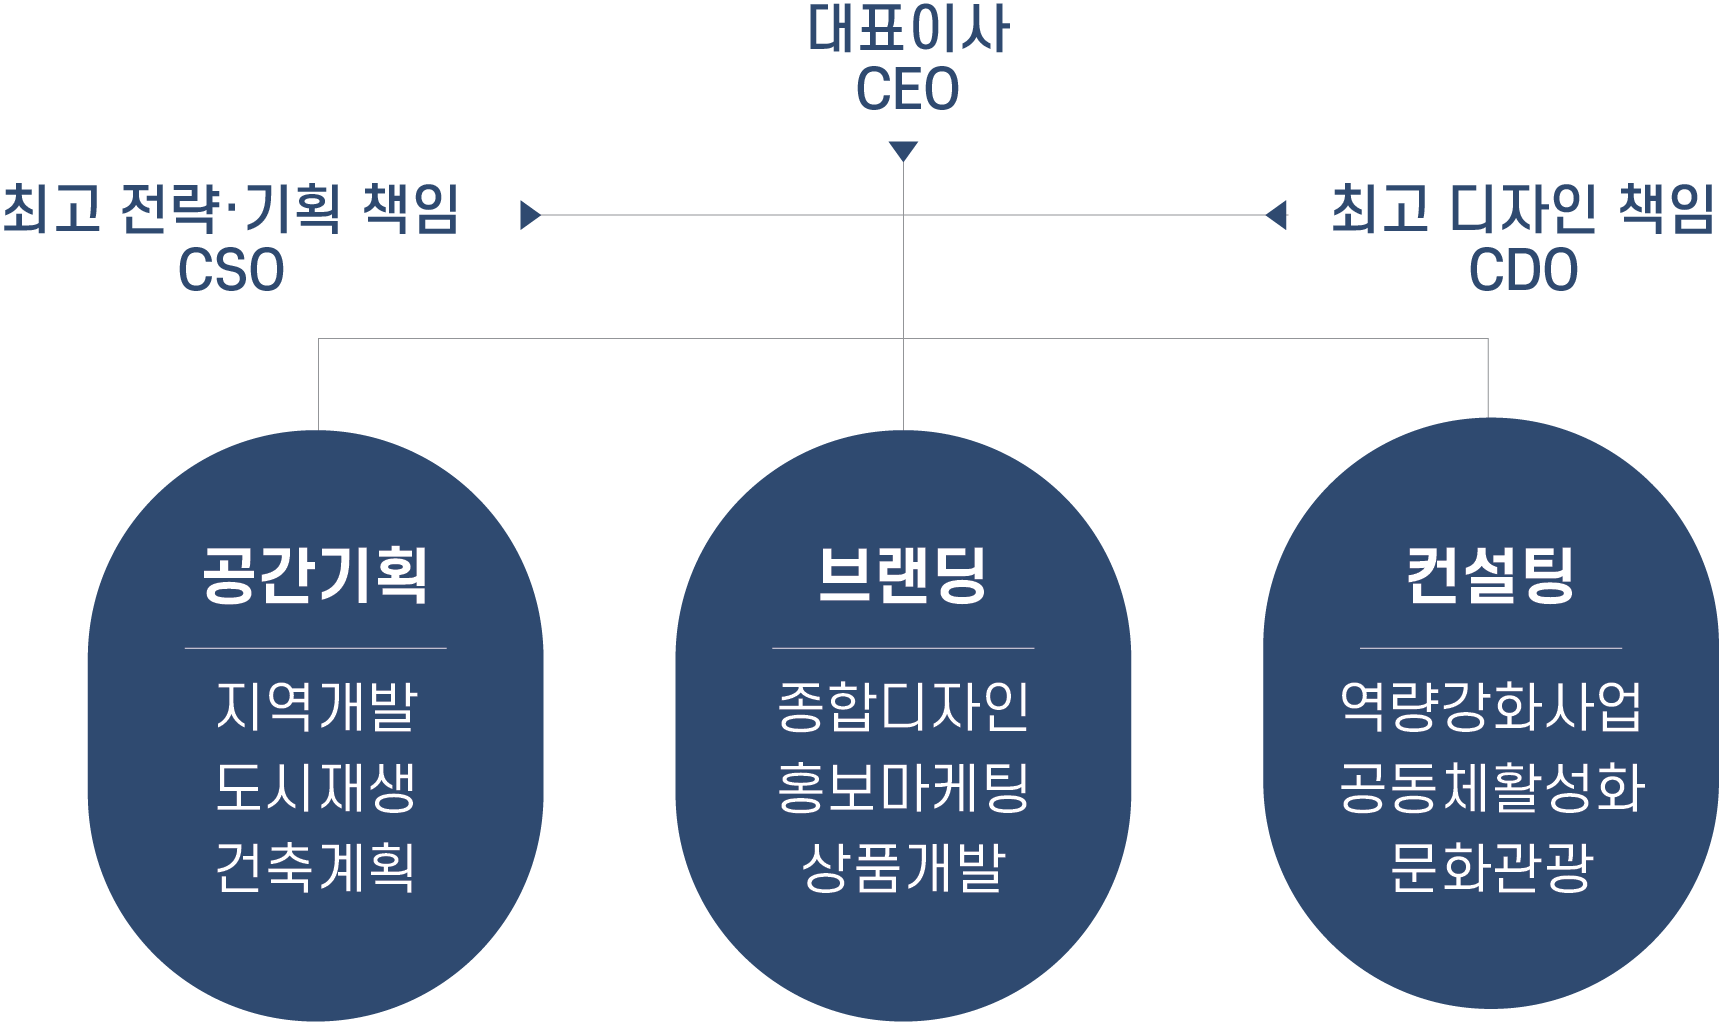 대표이사
CEO
최고 전략·기획 책임
CSO
최고 디자인 책임
CDO
공간기획
지역개발
도시재생
건축계획
브랜딩
종합디자인
홍보마케팅
상품개발
컨설팅
역량강화사업
공동체활성화
문화관광